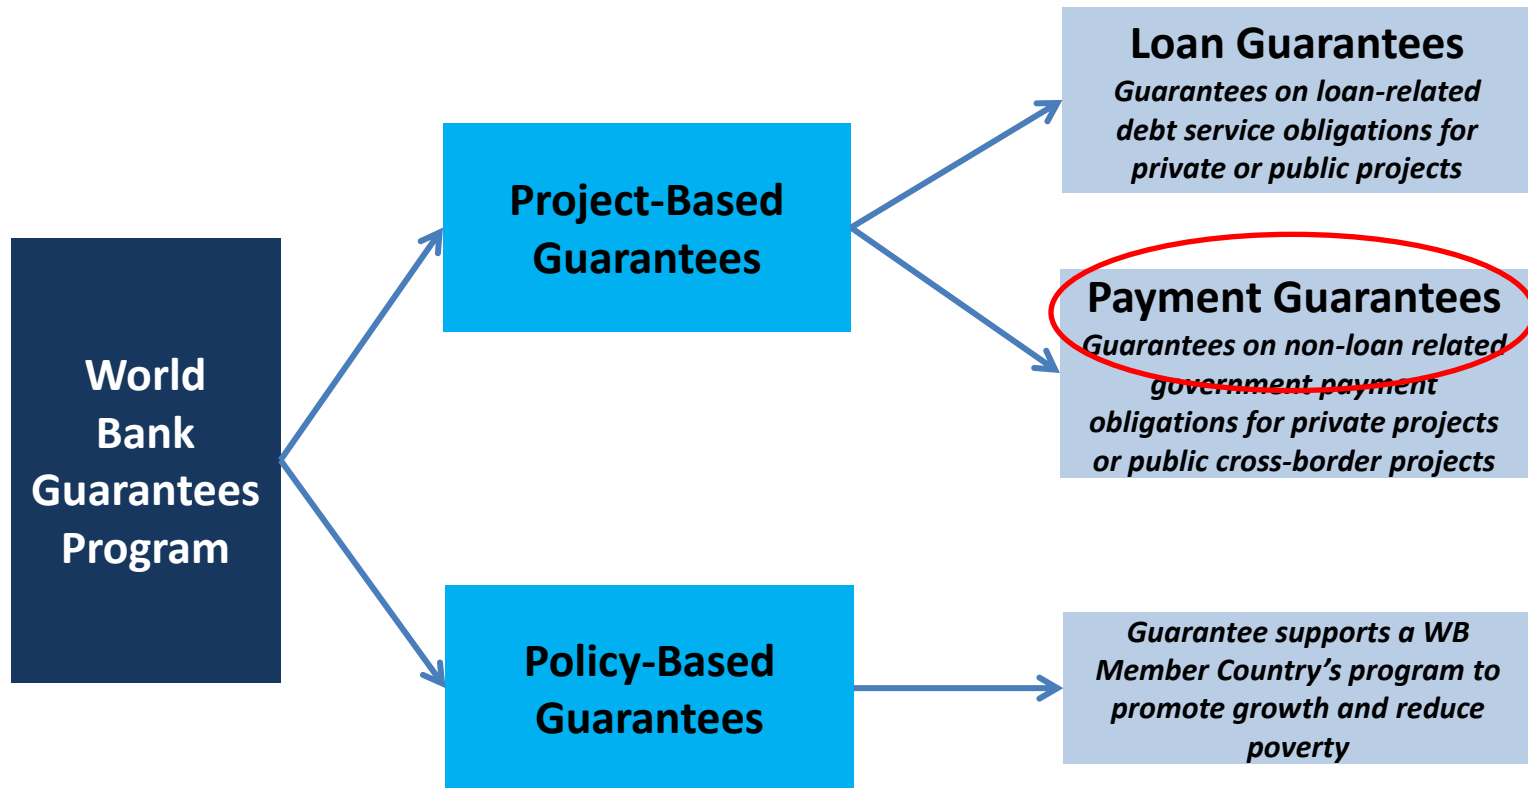 World
Bank
Guarantees
Program
Project-Based
Guarantees
Policy-Based
Guarantees
Loan Guarantees
Guarantees on loan-related
debt service obligations for
private or public projects
Payment Guarantees
Guarantees on non-loan related
government payment
obligations for private projects
or public cross-border projects
Guarantee supports a WB
Member Country’s program to
promote growth and reduce
poverty